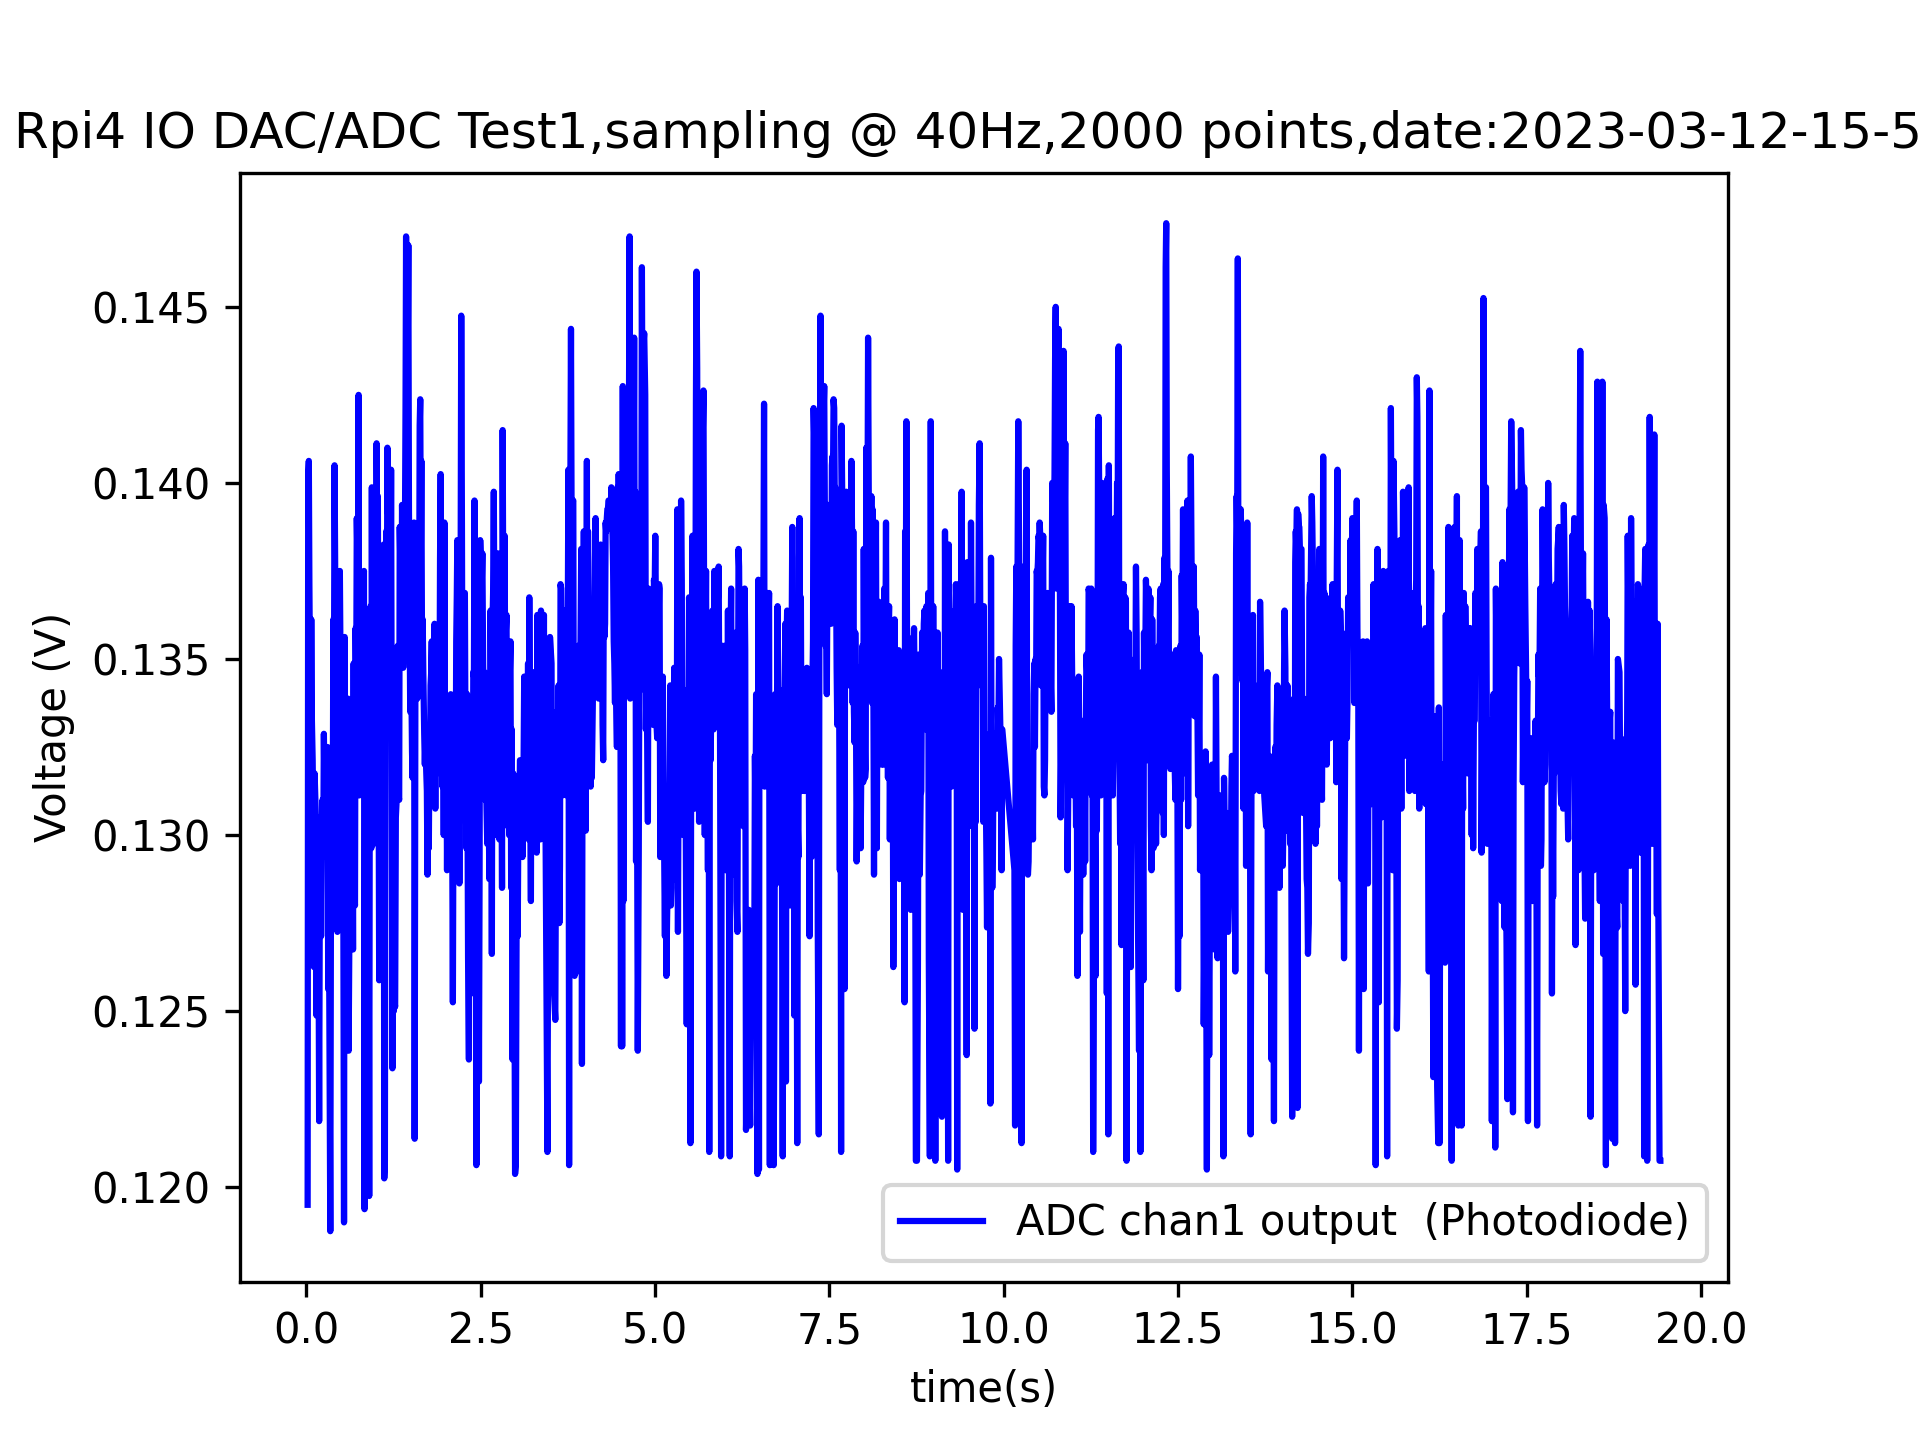 Rpi4 IO DAC/ADC Test1,sampling @ 40Hz,2000 points,date:2023-03-12-15-5
0.145
0.140
0.135
0.130
0.125
0.120
Voltage (V)
ADC chan1 output  (Photodiode)
0.0 2.5 5.0 7.5 10.0 12.5 15.0 17.5 20.0
time(s)